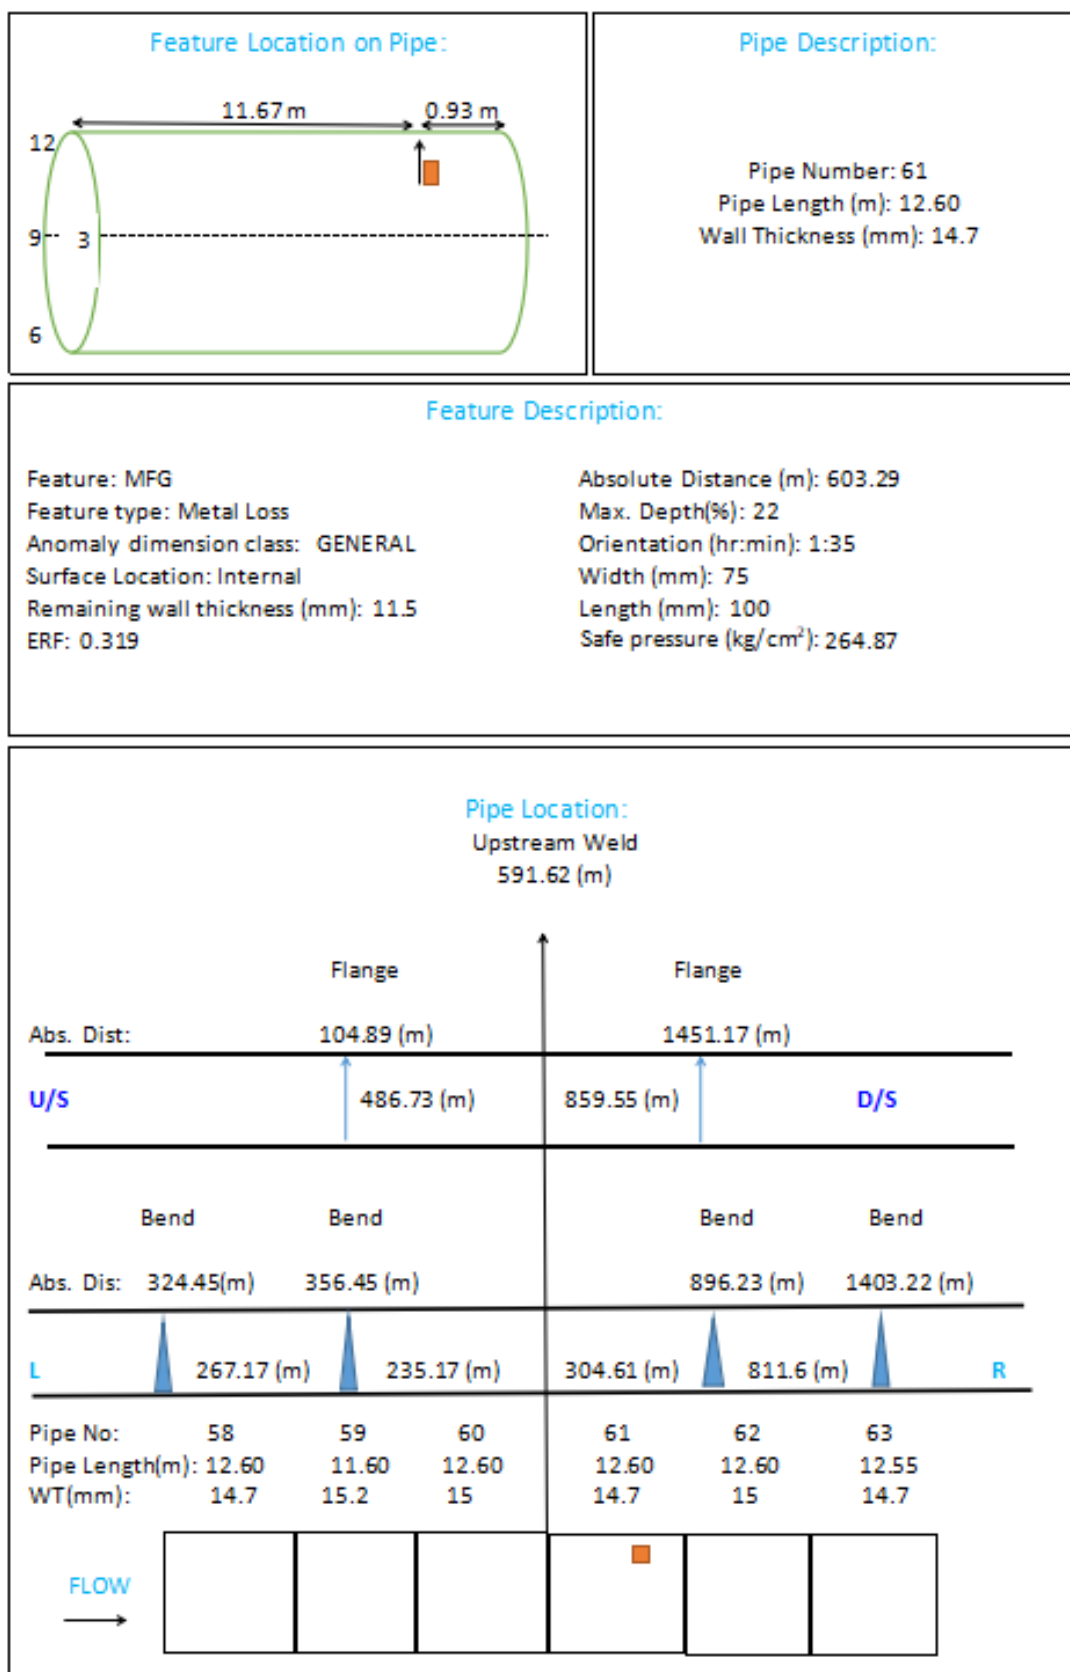 Feature Location on Pipe:
11.67 m 0.93 m
12
9 3
6
Pipe Description:
Pipe Number: 61
Pipe Length (m): 12.60
Wall Thickness (mm): 14.7
Feature Description:
Feature: MFG
Feature type: Metal Loss
Anomaly dimension class: GENERAL
Surface Location: Internal
Remaining wall thickness (mm): 11.5
ERF: 0.319
Absolute Distance (m): 603.29
Max. Depth(%): 22
Orientation (hr:min): 1:35
Width (mm): 75
Length (mm): 100
Safe pressure (kg/cm²): 264.87
Pipe Location:
Upstream Weld
591.62 (m)
Flange Flange
Abs. Dist: 104.89 (m) 1451.17 (m)
U/S 486.73 (m) 859.55 (m) D/S
Bend Bend Bend Bend
Abs. Dis: 324.45(m) 356.45 (m) 896.23 (m) 1403.22 (m)
L 267.17 (m) 235.17 (m) 304.61 (m) 811.6 (m) R
Pipe No: 58 59 60 61 62 63
Pipe Length(m): 12.60 11.60 12.60 12.60 12.60 12.55
WT(mm): 14.7 15.2 15 14.7 15 14.7
FLOW